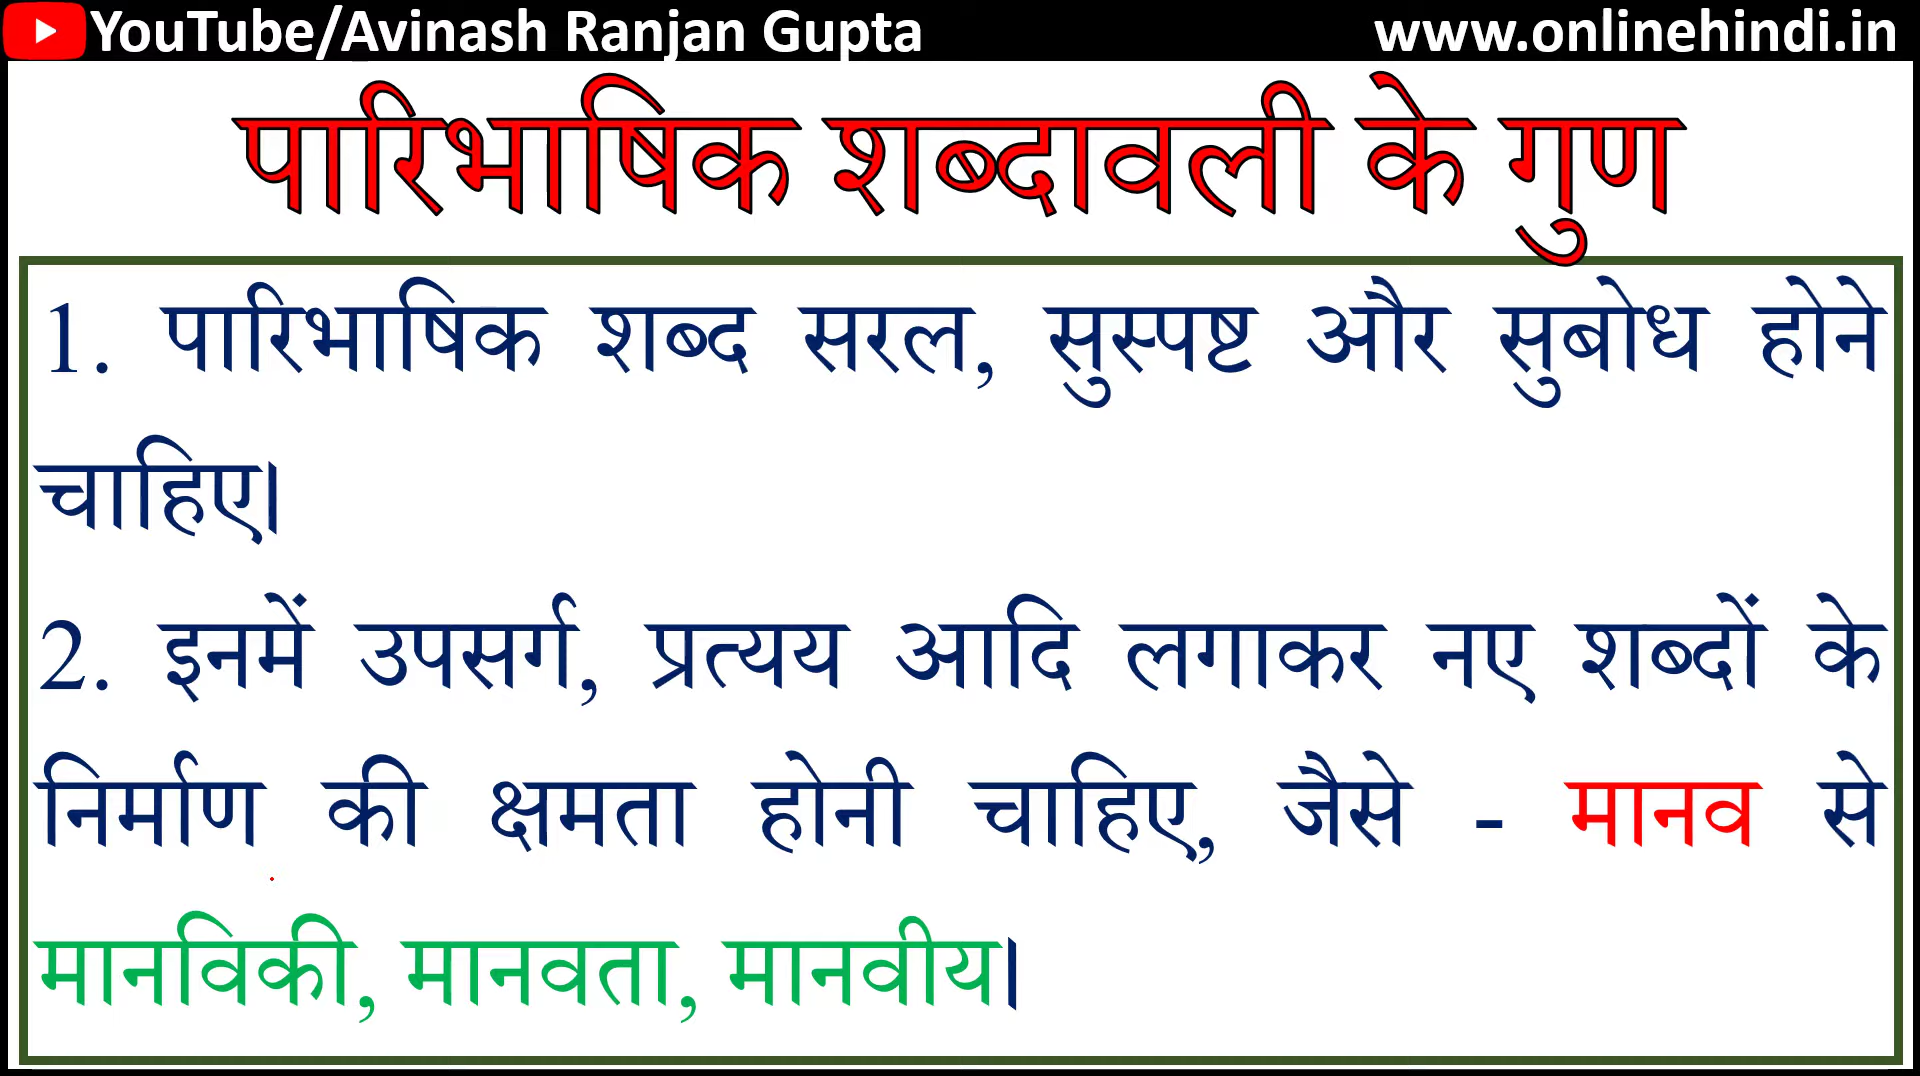 YouTube/Avinash Ranjan Gupta www.onlinehindi.in
पारिभाषिक शब्दावली के गुण
1. पारिभाषिक शब्द सरल, सुस्पष्ट और सुबोध होने
चाहिए।
2. इनमें उपसर्ग, प्रत्यय आदि लगाकर नए शब्दों के
निर्माण की क्षमता होनी चाहिए, जैसे - मानव से
मानविकी, मानवता, मानवीय।